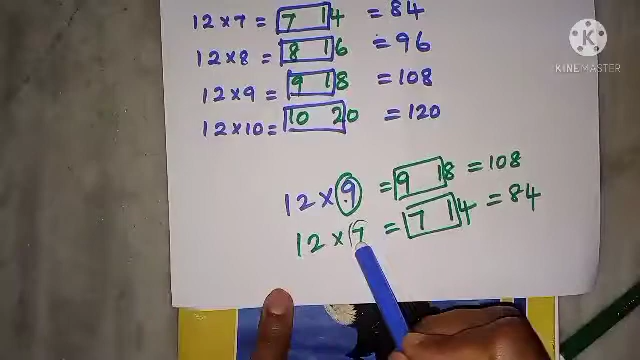 12×7 = 7 14 = 84
12×8 = 8 16 = 96
12×9 = 9 18 = 108
12×10= 10 20 = 120
12×9 = 9 18 = 108
12×7 = 7 14 = 84
KINEMASTER